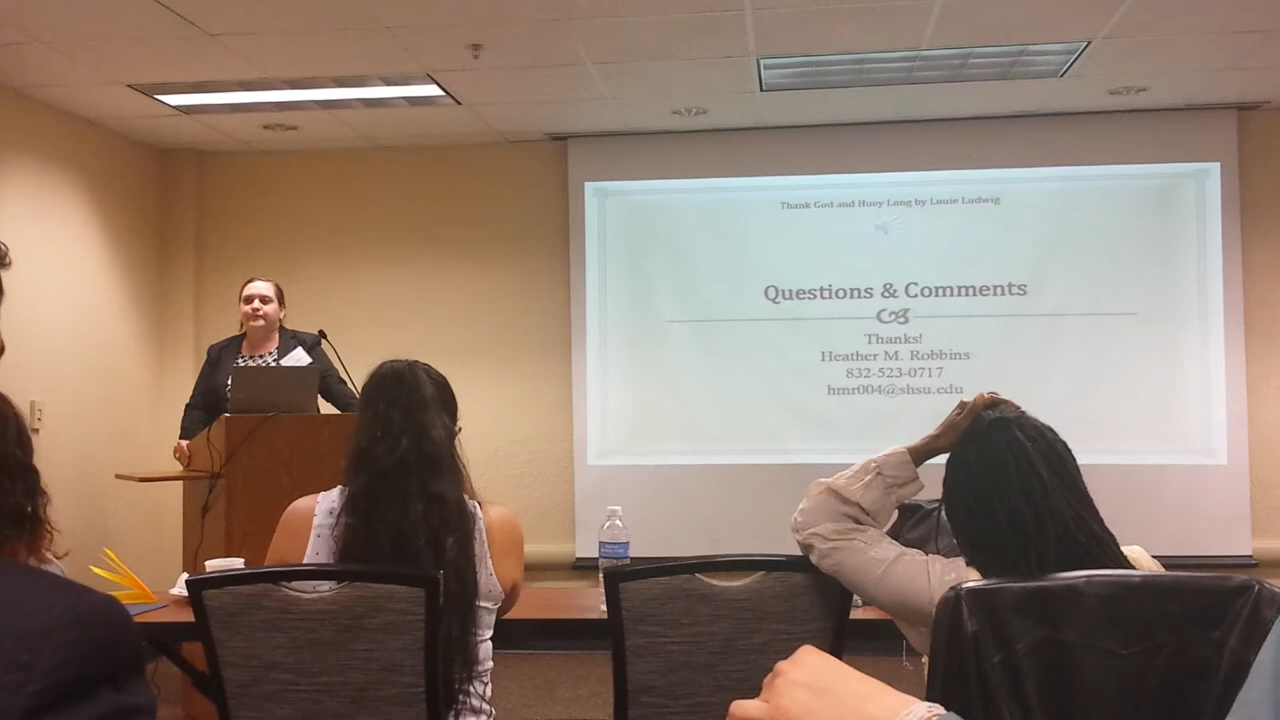 Thank God and Huey Long by Louie Ludwig
Questions & Comments
Thanks!
Heather M. Robbins
832-523-0717
hmr004@shsu.edu